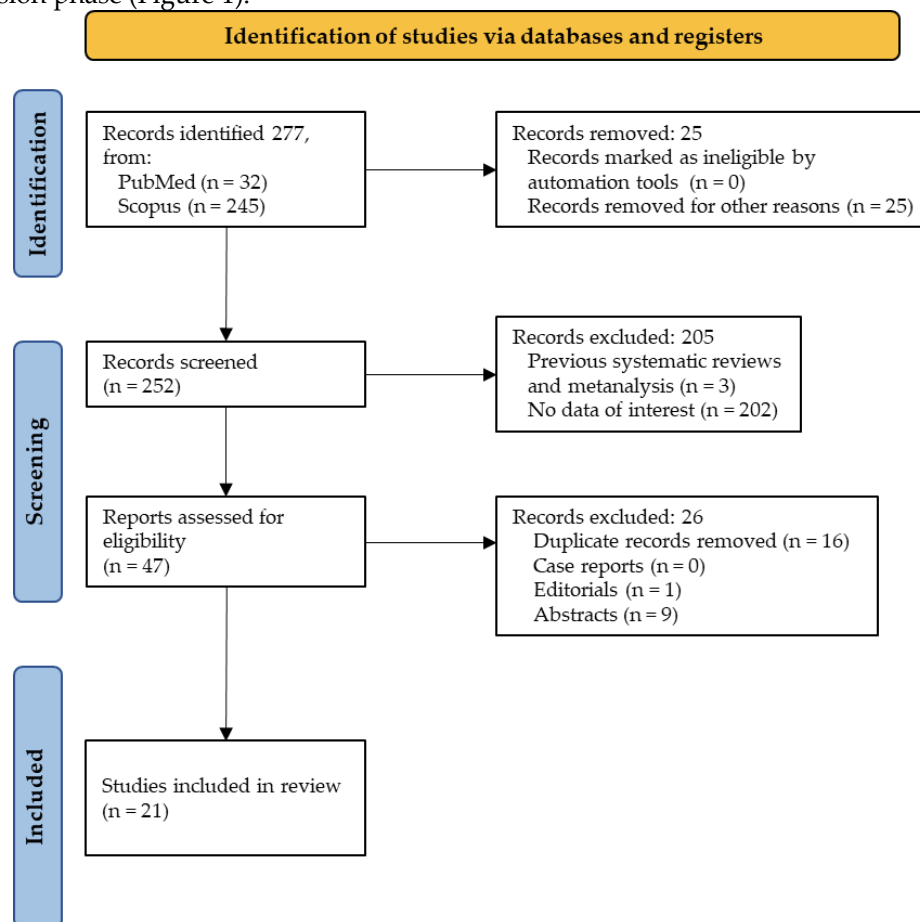 sion phase (Figure 1).
Identification of studies via databases and registers
Identification
Records identified 277,
from:
PubMed (n = 32)
Scopus (n = 245)
Records removed: 25
Records marked as ineligible by
automation tools (n = 0)
Records removed for other reasons (n = 25)
Screening
Records screened
(n = 252)
Records excluded: 205
Previous systematic reviews
and metanalysis (n = 3)
No data of interest (n = 202)
Reports assessed for
eligibility
(n = 47)
Records excluded: 26
Duplicate records removed (n = 16)
Case reports (n = 0)
Editorials (n = 1)
Abstracts (n = 9)
Included
Studies included in review
(n = 21)